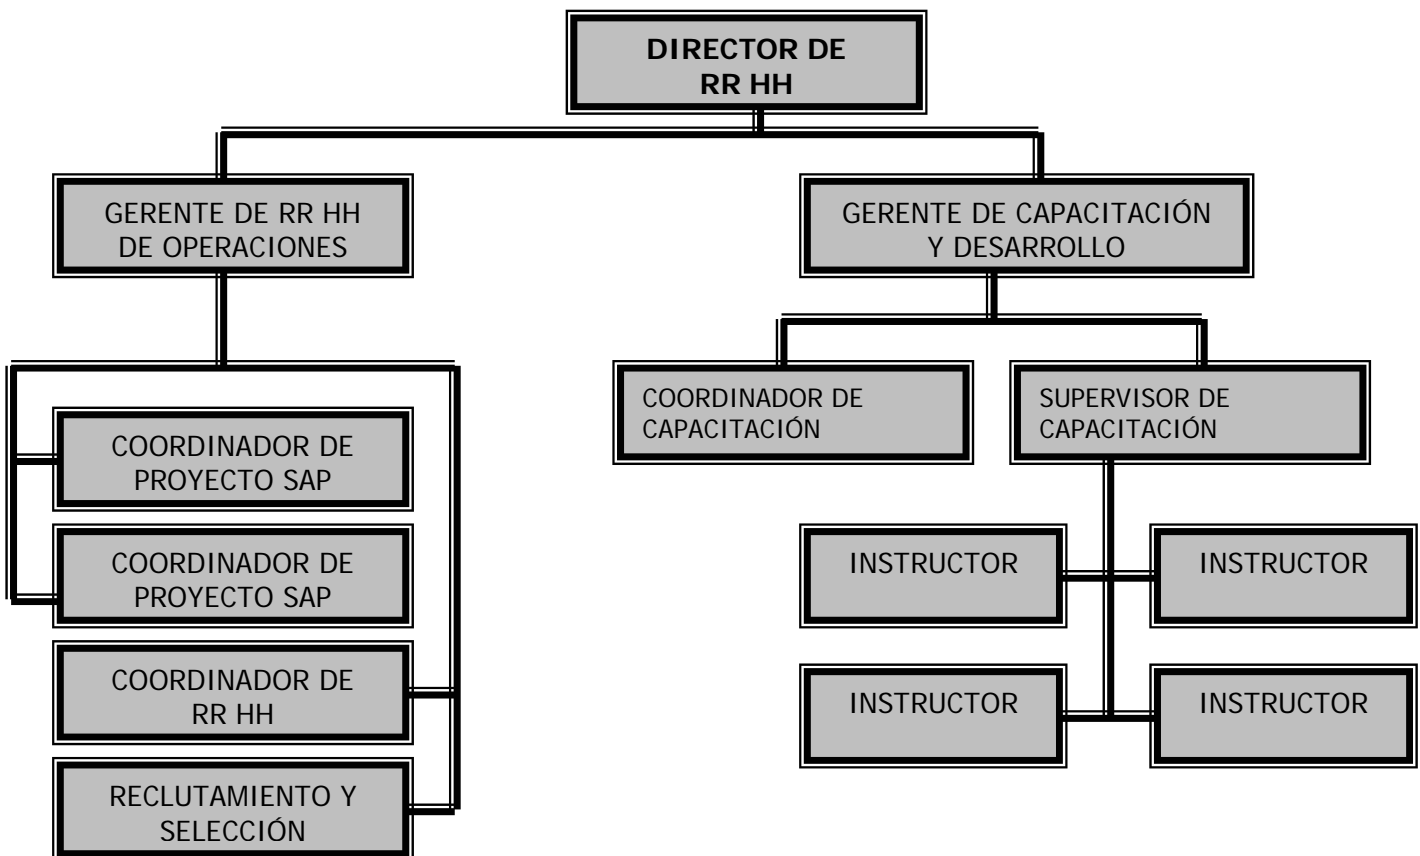 DIRECTOR DE
RR HH
GERENTE DE RR HH
DE OPERACIONES
GERENTE DE CAPACITACIÓN
Y DESARROLLO
COORDINADOR DE
CAPACITACIÓN
SUPERVISOR DE
CAPACITACIÓN
COORDINADOR DE
PROYECTO SAP
COORDINADOR DE
PROYECTO SAP
COORDINADOR DE
RR HH
RECLUTAMIENTO Y
SELECCIÓN
INSTRUCTOR
INSTRUCTOR
INSTRUCTOR
INSTRUCTOR